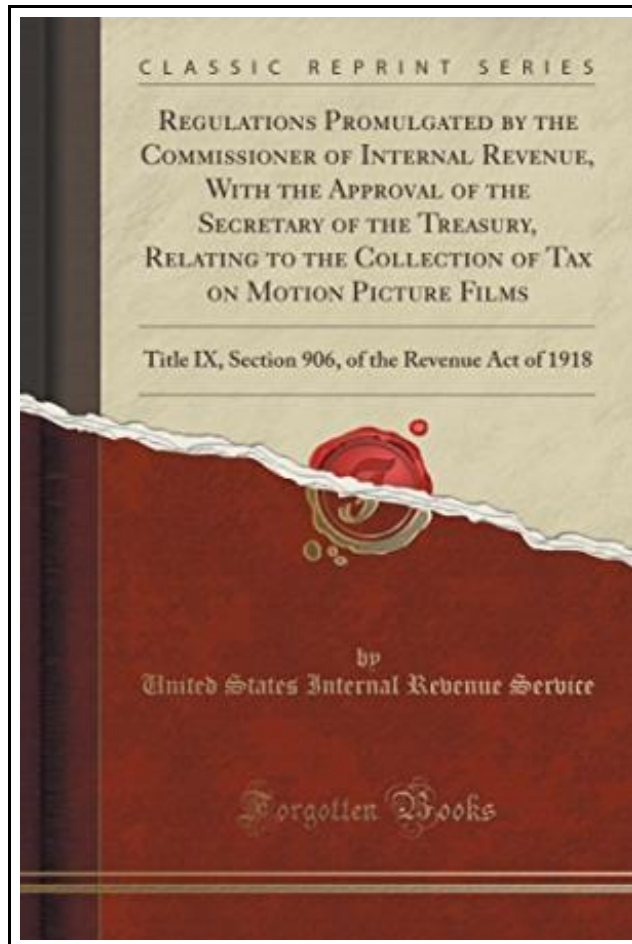 CLASSIC REPRINT SERIES
REGULATIONS PROMULGATED BY THE
COMMISSIONER OF INTERNAL REVENUE,
WITH THE APPROVAL OF THE
SECRETARY OF THE TREASURY,
RELATING TO THE COLLECTION OF TAX
ON MOTION PICTURE FILMS
Title IX, Section 906, of the Revenue Act of 1918
by
United States Internal Revenue Service
Forgotten Books